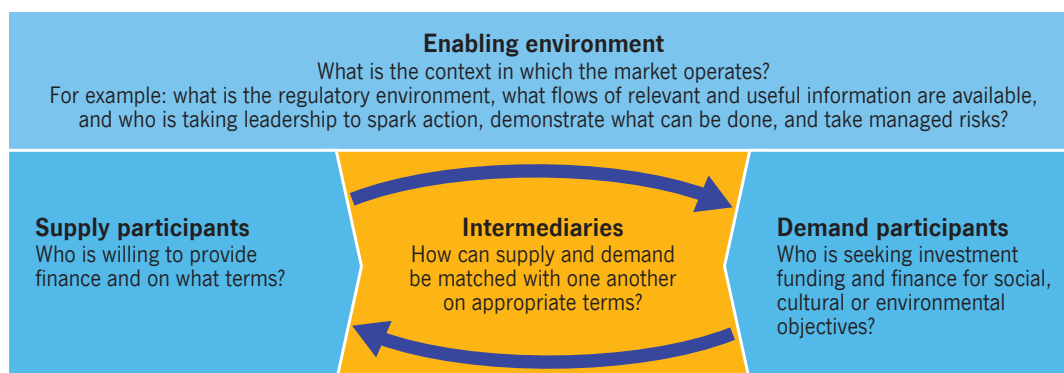 Enabling environment
What is the context in which the market operates?
For example: what is the regulatory environment, what flows of relevant and useful information are available,
and who is taking leadership to spark action, demonstrate what can be done, and take managed risks?
Supply participants
Who is willing to provide
finance and on what terms?
Intermediaries
How can supply and demand
be matched with one another
on appropriate terms?
Demand participants
Who is seeking investment
funding and finance for social,
cultural or environmental
objectives?